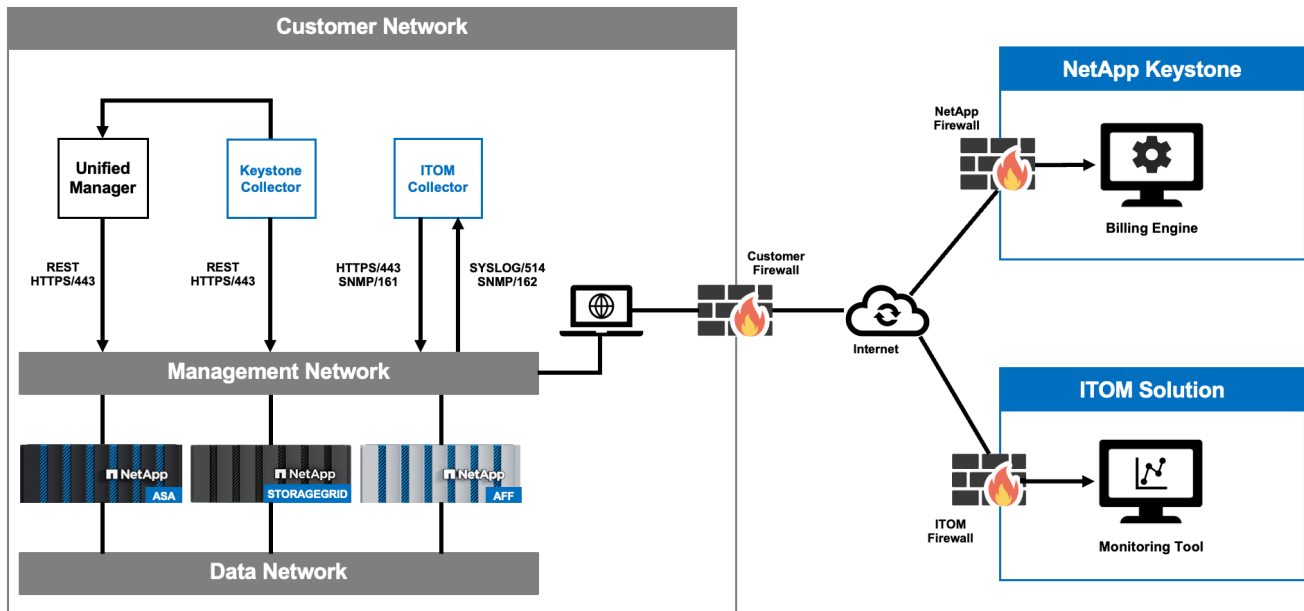 Customer Network
NetApp Keystone
NetApp
Firewall
Unified
Manager
Keystone
Collector
ITOM
Collector
Billing Engine
REST
HTTPS/443
REST
HTTPS/443
HTTPS/443
SNMP/161
SYSLOG/514
SNMP/162
Customer
Firewall
Internet
Management Network
ITOM Solution
NetApp
ASA
NetApp
STORAGEGRID
NetApp
AFF
ITOM
Firewall
Monitoring Tool
Data Network